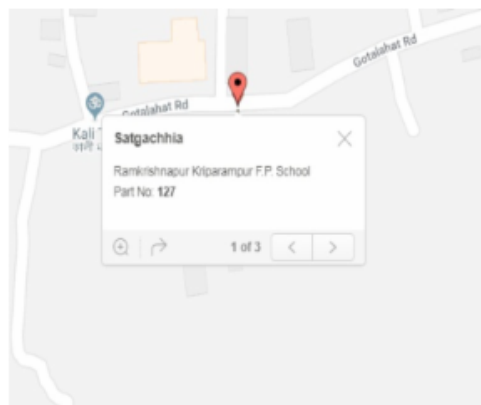 Gotalahat Rd
Gotalahat Rd
Kali
Satgachhia
Ramkrishnapur Kriparampur F.P. School
Part No: 127
1 of 3